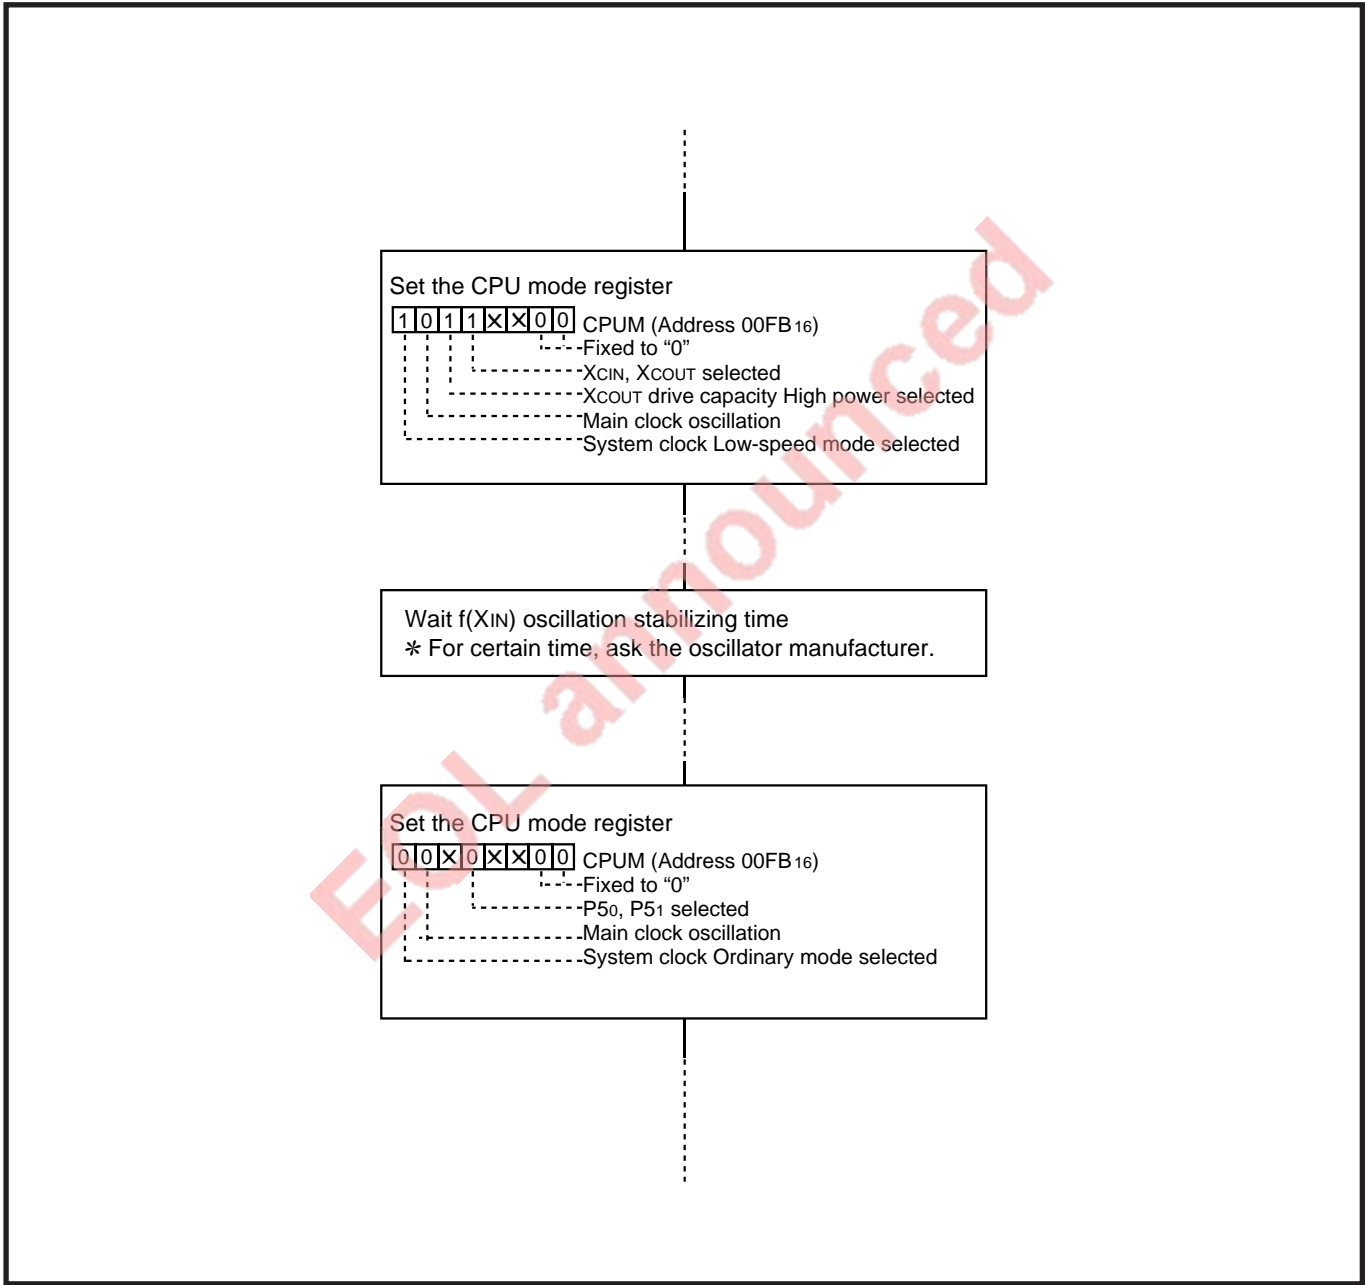 Set the CPU mode register
1 0 1 1 X X 0 0 CPUM (Address 00FB16)
Fixed to “0”
XCIN, XCOUT selected
XCOUT drive capacity High power selected
Main clock oscillation
System clock Low-speed mode selected
Wait f(XIN) oscillation stabilizing time
* For certain time, ask the oscillator manufacturer.
Set the CPU mode register
0 0 X 0 X X 0 0 CPUM (Address 00FB16)
Fixed to “0”
P50, P51 selected
Main clock oscillation
System clock Ordinary mode selected
EOL announced